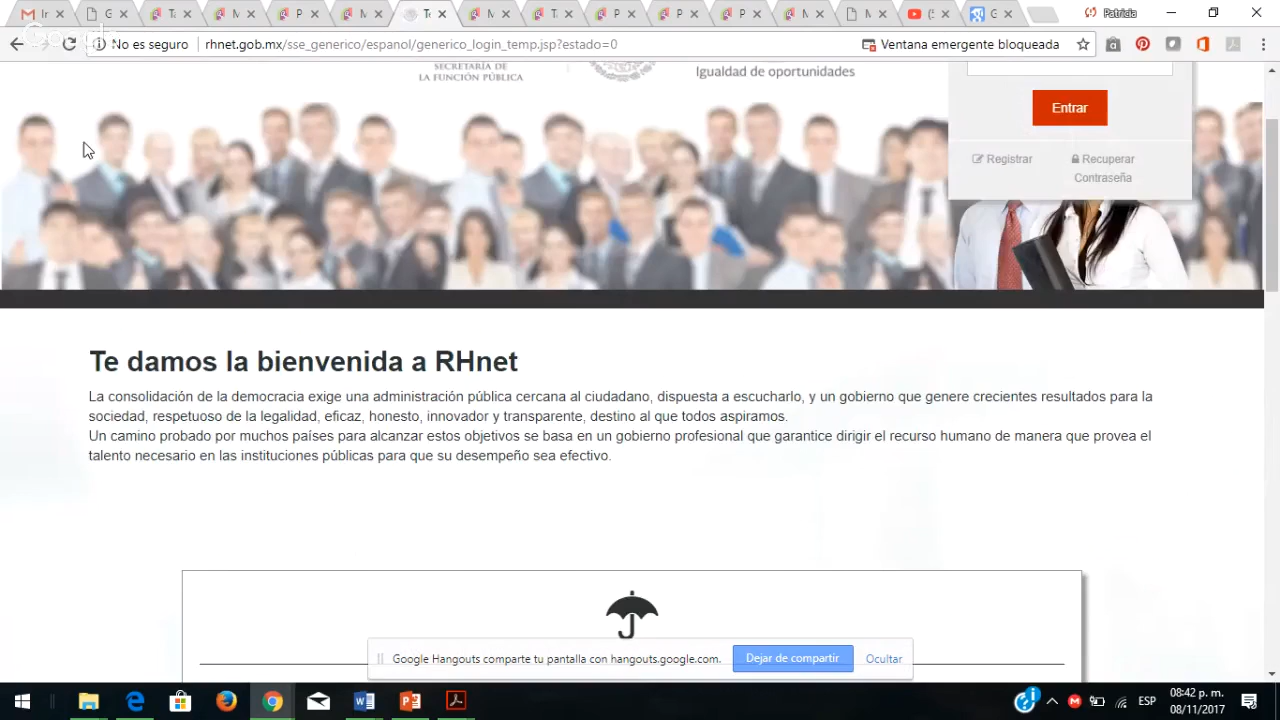 Ir
G
Ta
M
P
M
Te
M
Ta
P
P
P
M
M
(
G
Patricia
Google
No es seguro
rhnet.gob.mx/sse_generico/espanol/generico_login_temp.jsp?estado=0
Ventana emergente bloqueada
SECRETARÍA DE
LA FUNCIÓN PÚBLICA
Igualdad de oportunidades
Entrar
Registrar
Recuperar
Contraseña
Te damos la bienvenida a RHnet
La consolidación de la democracia exige una administración pública cercana al ciudadano, dispuesta a escucharlo, y un gobierno que genere crecientes resultados para la
sociedad, respetuoso de la legalidad, eficaz, honesto, innovador y transparente, destino al que todos aspiramos.
Un camino probado por muchos países para alcanzar estos objetivos se basa en un gobierno profesional que garantice dirigir el recurso humano de manera que provea el
talento necesario en las instituciones públicas para que su desempeño sea efectivo.
Google Hangouts comparte tu pantalla con hangouts.google.com.
Dejar de compartir
Ocultar
ESP
08:42 p. m.
08/11/2017